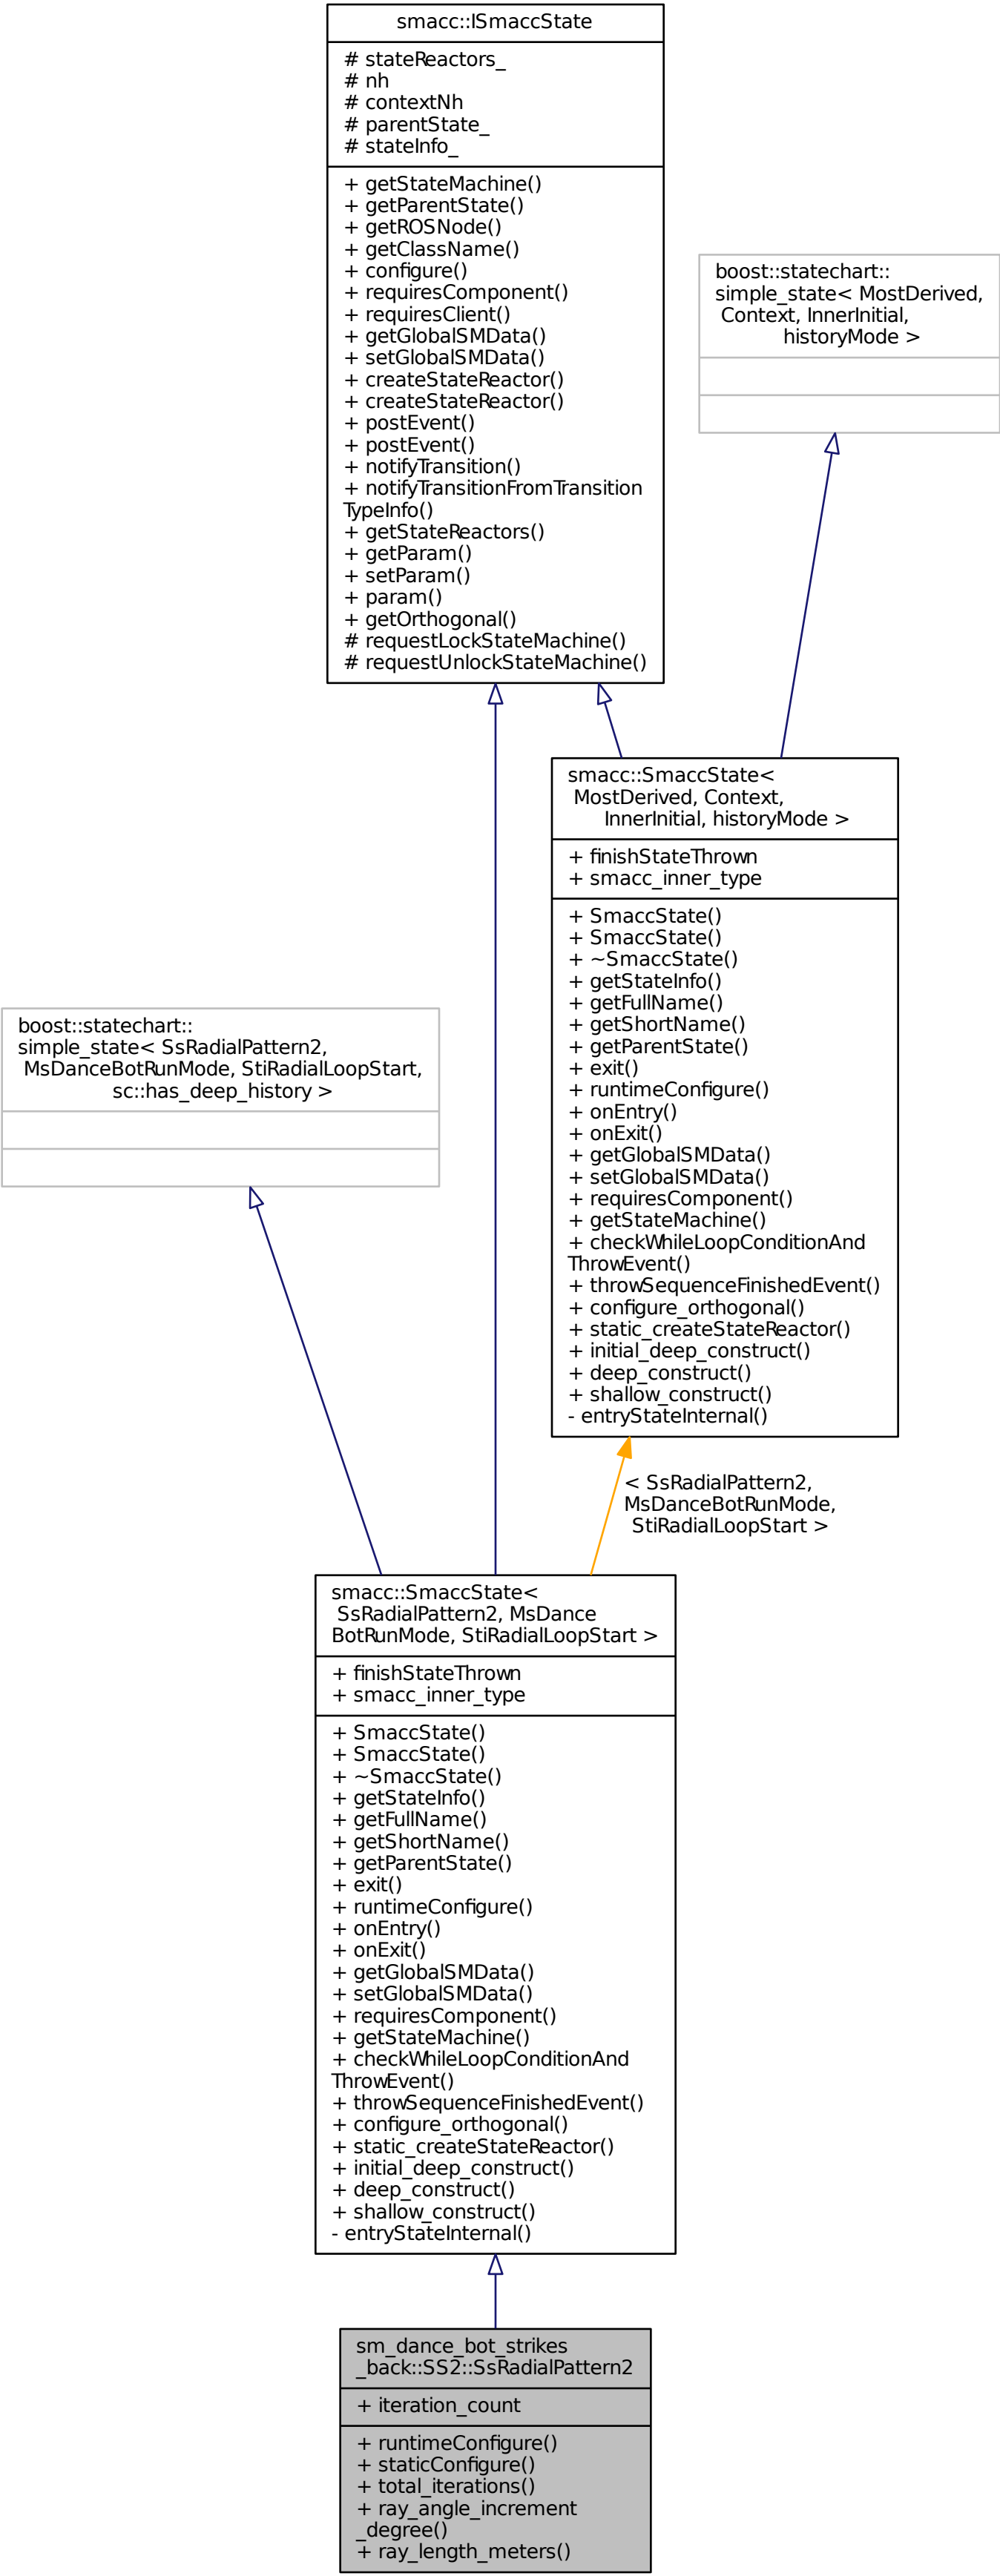 smacc::ISmaccState
# stateReactors_
# nh
# contextNh
# parentState_
# stateInfo_
+ getStateMachine()
+ getParentState()
+ getROSNode()
+ getClassName()
+ configure()
+ requiresComponent()
+ requiresClient()
+ getGlobalSMData()
+ setGlobalSMData()
+ createStateReactor()
+ createStateReactor()
+ postEvent()
+ postEvent()
+ notifyTransition()
+ notifyTransitionFromTransition
TypeInfo()
+ getStateReactors()
+ getParam()
+ setParam()
+ param()
+ getOrthogonal()
# requestLockStateMachine()
# requestUnlockStateMachine()
boost::statechart::
simple_state< MostDerived,
Context, InnerInitial,
historyMode >
smacc::SmaccState<
MostDerived, Context,
InnerInitial, historyMode >
+ finishStateThrown
+ smacc_inner_type
+ SmaccState()
+ SmaccState()
+ ~SmaccState()
+ getStateInfo()
+ getFullName()
+ getShortName()
+ getParentState()
+ exit()
+ runtimeConfigure()
+ onEntry()
+ onExit()
+ getGlobalSMData()
+ setGlobalSMData()
+ requiresComponent()
+ getStateMachine()
+ checkWhileLoopConditionAnd
ThrowEvent()
+ throwSequenceFinishedEvent()
+ configure_orthogonal()
+ static_createStateReactor()
+ initial_deep_construct()
+ deep_construct()
+ shallow_construct()
- entryStateInternal()
boost::statechart::
simple_state< SsRadialPattern2,
MsDanceBotRunMode, StiRadialLoopStart,
sc::has_deep_history >
< SsRadialPattern2,
MsDanceBotRunMode,
StiRadialLoopStart >
smacc::SmaccState<
SsRadialPattern2, MsDance
BotRunMode, StiRadialLoopStart >
+ finishStateThrown
+ smacc_inner_type
+ SmaccState()
+ SmaccState()
+ ~SmaccState()
+ getStateInfo()
+ getFullName()
+ getShortName()
+ getParentState()
+ exit()
+ runtimeConfigure()
+ onEntry()
+ onExit()
+ getGlobalSMData()
+ setGlobalSMData()
+ requiresComponent()
+ getStateMachine()
+ checkWhileLoopConditionAnd
ThrowEvent()
+ throwSequenceFinishedEvent()
+ configure_orthogonal()
+ static_createStateReactor()
+ initial_deep_construct()
+ deep_construct()
+ shallow_construct()
- entryStateInternal()
sm_dance_bot_strikes
_back::SS2::SsRadialPattern2
+ iteration_count
+ runtimeConfigure()
+ staticConfigure()
+ total_iterations()
+ ray_angle_increment
_degree()
+ ray_length_meters()